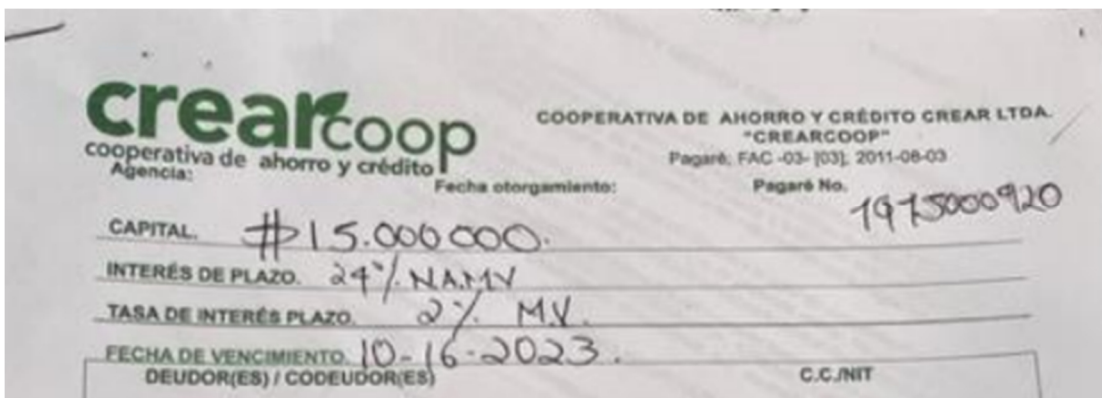 crearcoop
cooperativa de ahorro y crédito
COOPERATIVA DE AHORRO Y CRÉDITO CREAR LTDA.
"CREARCOOP"
Pagaré, FAC -03- [03], 2011-08-03
Agencia:
Fecha otorgamiento:
Pagaré No. 1975000920
CAPITAL. #15.000000.
INTERÉS DE PLAZO. 24% NAMV
TASA DE INTERÉS PLAZO. 2% M.V.
FECHA DE VENCIMIENTO. 10-16-2023.
DEUDOR(ES) / CODEUDOR(ES) C.C./NIT